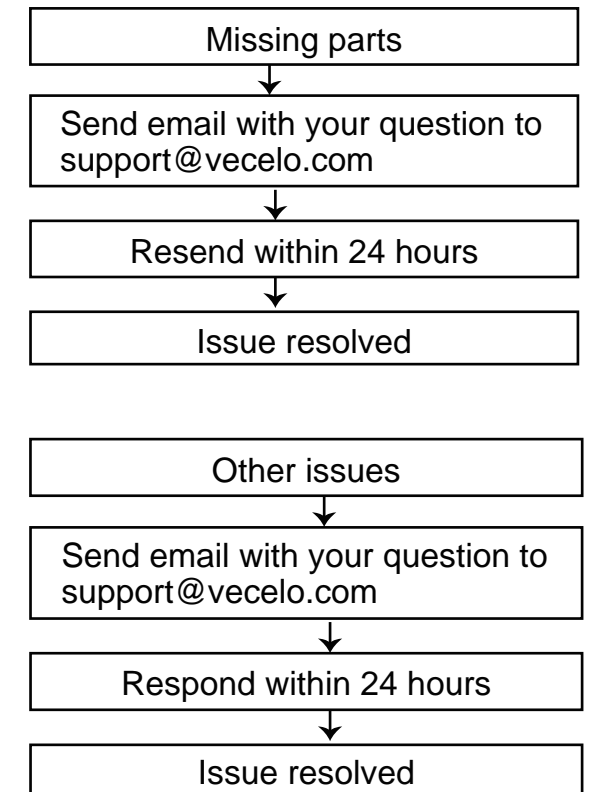 Missing parts
Send email with your question to
support@vecelo.com
Resend within 24 hours
Issue resolved
Other issues
Send email with your question to
support@vecelo.com
Respond within 24 hours
Issue resolved